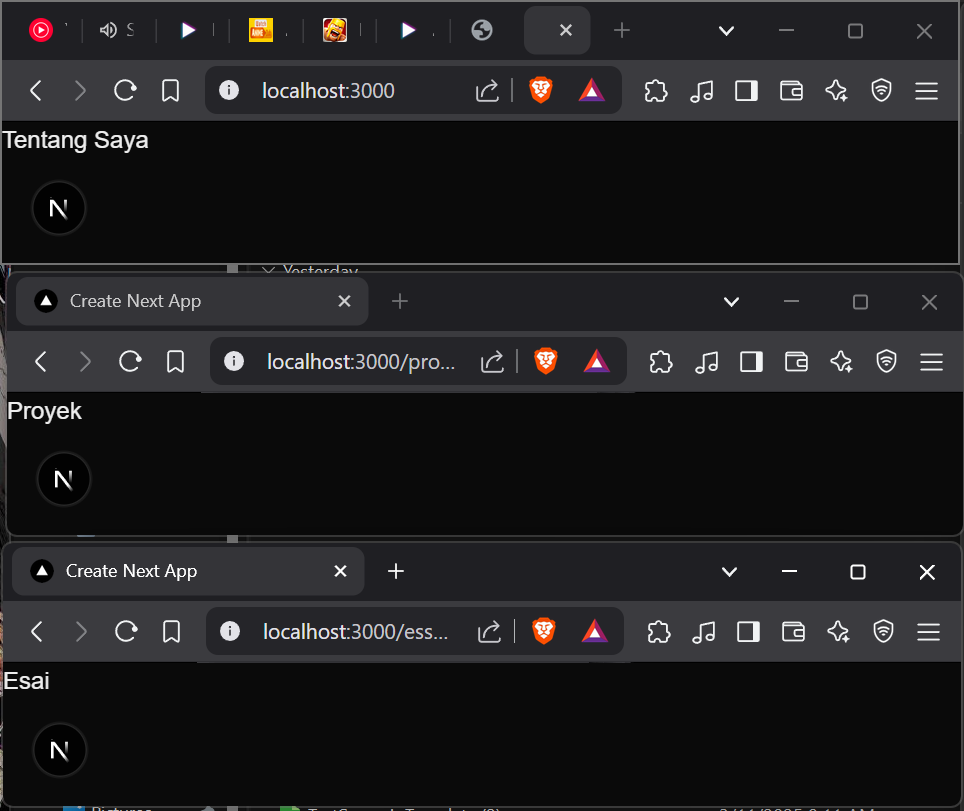 localhost:3000
Tentang Saya
N
Yesterday
Create Next App
localhost:3000/pro...
Proyek
N
Create Next App
localhost:3000/ess...
Esai
N
Pictures